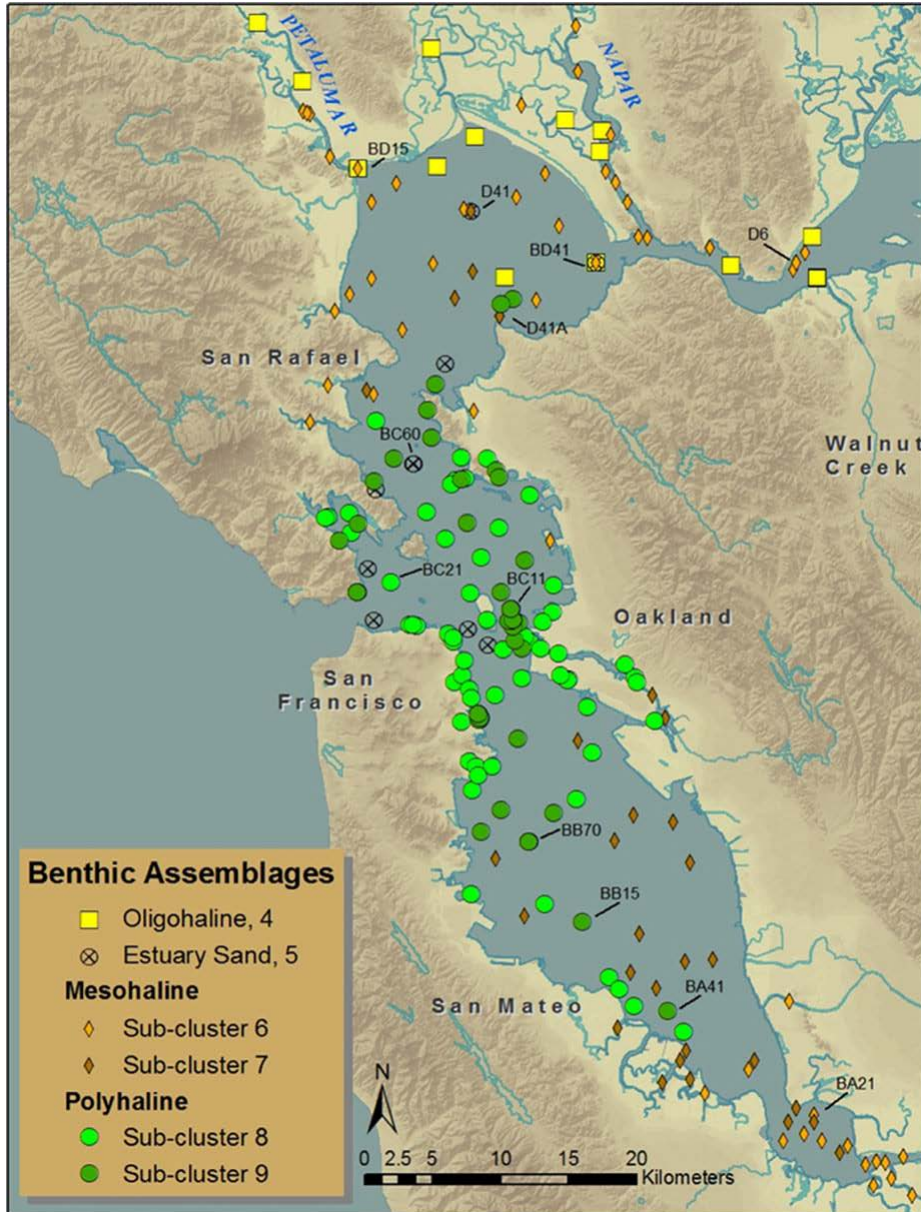 PETALUMAR
NAPAR
BD15
D41
BD41
D6
D41A
San Rafael
BC60
Walnut
Creek
BC21
BC11
Oakland
San
Francisco
BB70
BB15
San Mateo
BA41
BA21
Benthic Assemblages
Oligohaline, 4
Estuary Sand, 5
Mesohaline
Sub-cluster 6
Sub-cluster 7
Polyhaline
Sub-cluster 8
Sub-cluster 9
N
0 2.5 5 10 15 20
Kilometers